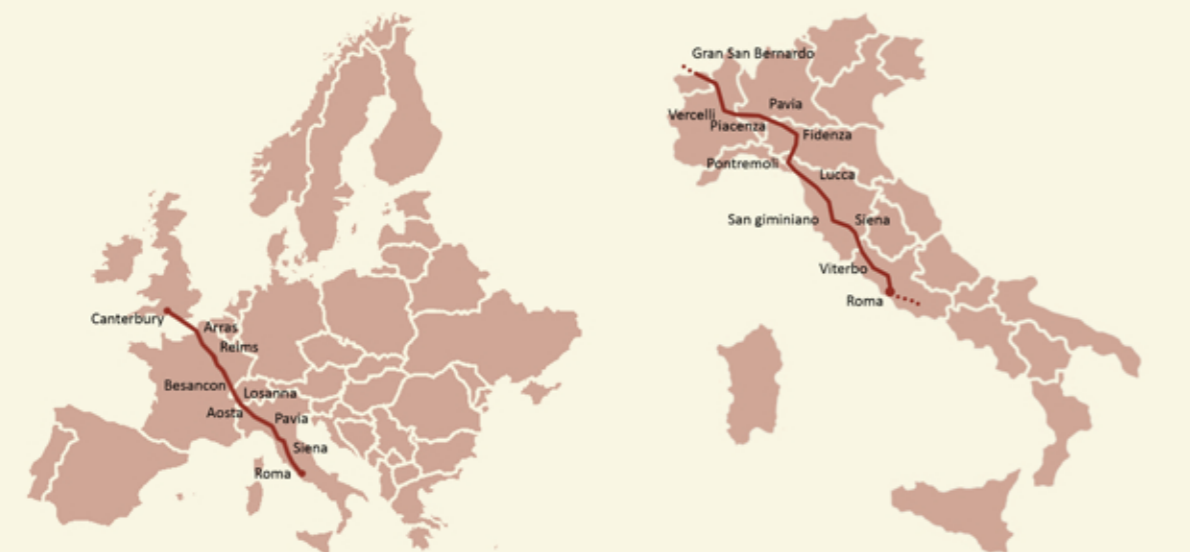 Canterbury
Arras
Reims
Besancon
Losanna
Aosta
Pavia
Siena
Roma
Gran San Bernardo
Pavia
Vercelli
Piacenza
Fidenza
Pontremoli
Lucca
San giminiano
Siena
Viterbo
Roma